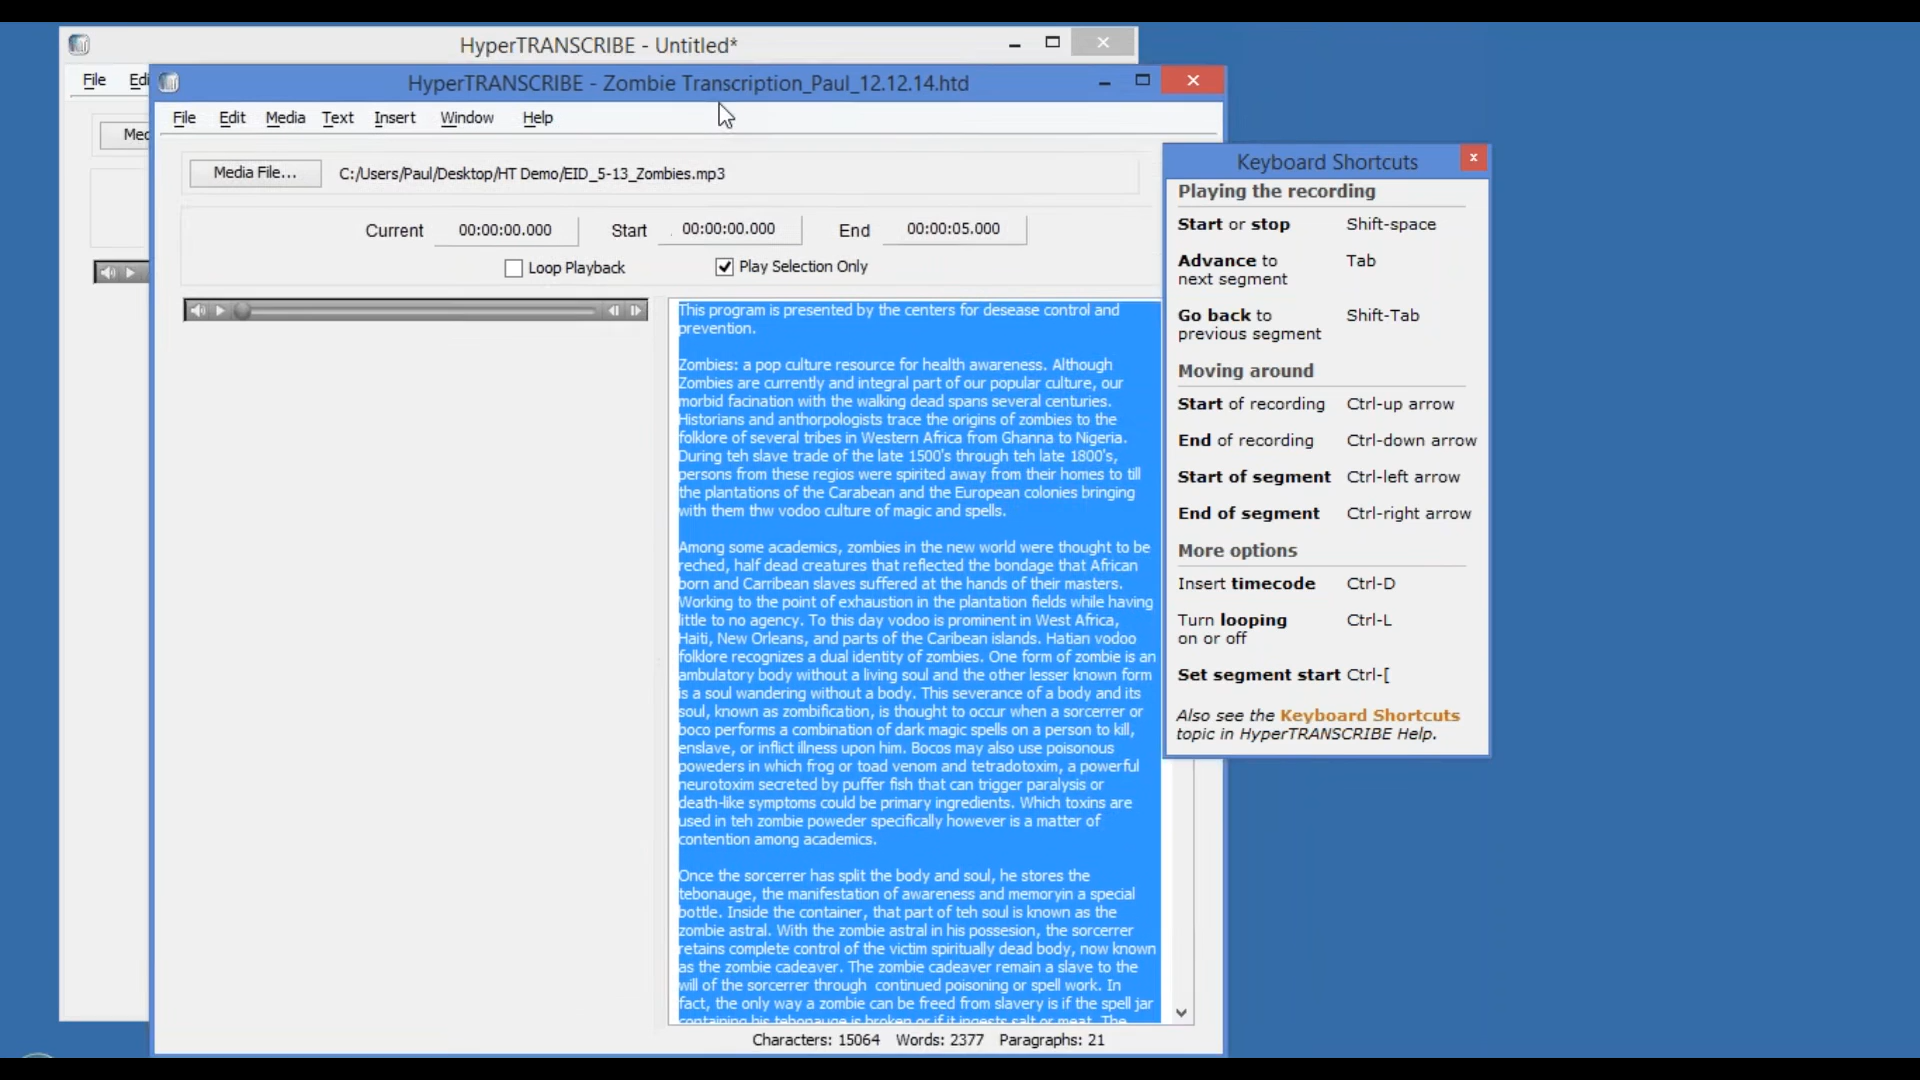 HyperTRANSCRIBE - Untitled*
File Edi
HyperTRANSCRIBE - Zombie Transcription_Paul_12.12.14.htd
File Edit Media Text Insert Window Help
Media File... C:/Users/Paul/Desktop/HT Demo/EID_5-13_Zombies.mp3
Current 00:00:00.000 Start 00:00:00.000 End 00:00:05.000
Loop Playback Play Selection Only
This program is presented by the centers for desease control and
prevention.
Zombies: a pop culture resource for health awareness. Although
Zombies are currently and integral part of our popular culture, our
morbid facination with the walking dead spans several centuries.
Historians and anthorpologists trace the origins of zombies to the
folklore of several tribes in Western Africa from Ghanna to Nigeria.
During teh slave trade of the late 1500's through teh late 1800's,
persons from these regios were spirited away from their homes to till
the plantations of the Carabean and the European colonies bringing
with them thw vodoo culture of magic and spells.
Among some academics, zombies in the new world were thought to be
reched, half dead creatures that reflected the bondage that African
born and Carribean slaves suffered at the hands of their masters.
Working to the point of exhaustion in the plantation fields while having
little to no agency. To this day vodoo is prominent in West Africa,
Haiti, New Orleans, and parts of the Caribean islands. Hatian vodoo
folklore recognizes a dual identity of zombies. One form of zombie is an
ambulatory body without a living soul and the other lesser known form
is a soul wandering without a body. This severance of a body and its
soul, known as zombification, is thought to occur when a sorcerrer or
boco performs a combination of dark magic spells on a person to kill,
enslave, or inflict illness upon him. Bocos may also use poisonous
poweders in which frog or toad venom and tetradotoxim, a powerful
neurotoxim secreted by puffer fish that can trigger paralysis or
death-like symptoms could be primary ingredients. Which toxins are
used in teh zombie poweder specifically however is a matter of
contention among academics.
Once the sorcerrer has split the body and soul, he stores the
tebonauge, the manifestation of awareness and memoryin a special
bottle. Inside the container, that part of teh soul is known as the
zombie astral. With the zombie astral in his possesion, the sorcerrer
retains complete control of the victim spiritually dead body, now known
as the zombie cadeaver. The zombie cadeaver remain a slave to the
will of the sorcerrer through continued poisoning or spell work. In
fact, the only way a zombie can be freed from slavery is if the spell jar
containing his tebonauge is broken or if it ingests salt or meat. The
Characters: 15064 Words: 2377 Paragraphs: 21
Keyboard Shortcuts
Playing the recording
Start or stop Shift-space
Advance to Tab
next segment
Go back to Shift-Tab
previous segment
Moving around
Start of recording Ctrl-up arrow
End of recording Ctrl-down arrow
Start of segment Ctrl-left arrow
End of segment Ctrl-right arrow
More options
Insert timecode Ctrl-D
Turn looping Ctrl-L
on or off
Set segment start Ctrl-[
Also see the Keyboard Shortcuts
topic in HyperTRANSCRIBE Help.